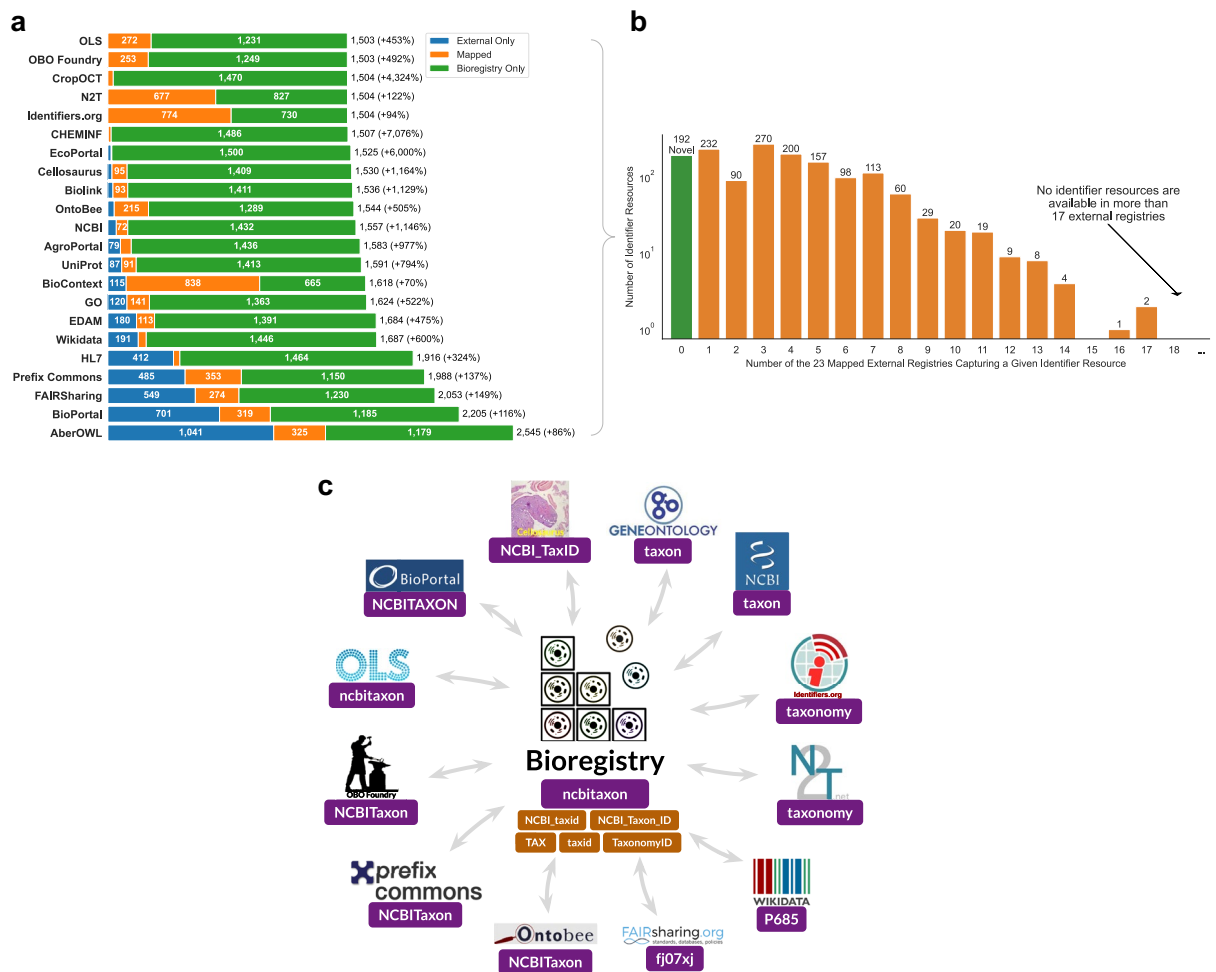 a
OLS 272 1,231 1,503 (+453%)
OBO Foundry 253 1,249 1,503 (+492%)
CropOCT 1,470 1,504 (+4,324%)
N2T 677 827 1,504 (+122%)
Identifiers.org 774 730 1,504 (+94%)
CHEMINF 1,486 1,507 (+7,076%)
EcoPortal 1,500 1,525 (+6,000%)
Cellosaurus 95 1,409 1,530 (+1,164%)
Biolink 93 1,411 1,536 (+1,129%)
OntoBee 215 1,289 1,544 (+505%)
NCBI 72 1,432 1,557 (+1,146%)
AgroPortal 79 1,436 1,583 (+977%)
UniProt 87 91 1,413 1,591 (+794%)
BioContext 115 838 665 1,618 (+70%)
GO 120 141 1,363 1,624 (+522%)
EDAM 180 113 1,391 1,684 (+475%)
Wikidata 191 1,446 1,687 (+600%)
HL7 412 1,464 1,916 (+324%)
Prefix Commons 485 353 1,150 1,988 (+137%)
FAIRSharing 549 274 1,230 2,053 (+149%)
BioPortal 701 319 1,185 2,205 (+116%)
AberOWL 1,041 325 1,179 2,545 (+86%)
External Only
Mapped
Bioregistry Only
b
Number of Identifier Resources
10² 10¹ 10⁰
192 232 90 270 200 157 98 113 60 29 20 19 9 8 4 1 2
Novel
No identifier resources are
available in more than
17 external registries
0 1 2 3 4 5 6 7 8 9 10 11 12 13 14 15 16 17 18 ...
Number of the 23 Mapped External Registries Capturing a Given Identifier Resource
c
Cellosaurus
NCBI_TaxID
GENEONTOLOGY
taxon
BioPortal
NCBITAXON
NCBI
taxon
OLS
ncbitaxon
Identifiers.org
taxonomy
OBO Foundry
NCBITaxon
N2T.net
taxonomy
Bioregistry
ncbitaxon
NCBI_taxid NCBI_Taxon_ID
TAX taxid TaxonomyID
prefix
commons
NCBITaxon
WIKIDATA
P685
Ontobee
NCBITaxon
FAIRsharing.org
standards, databases, policies
fj07xj